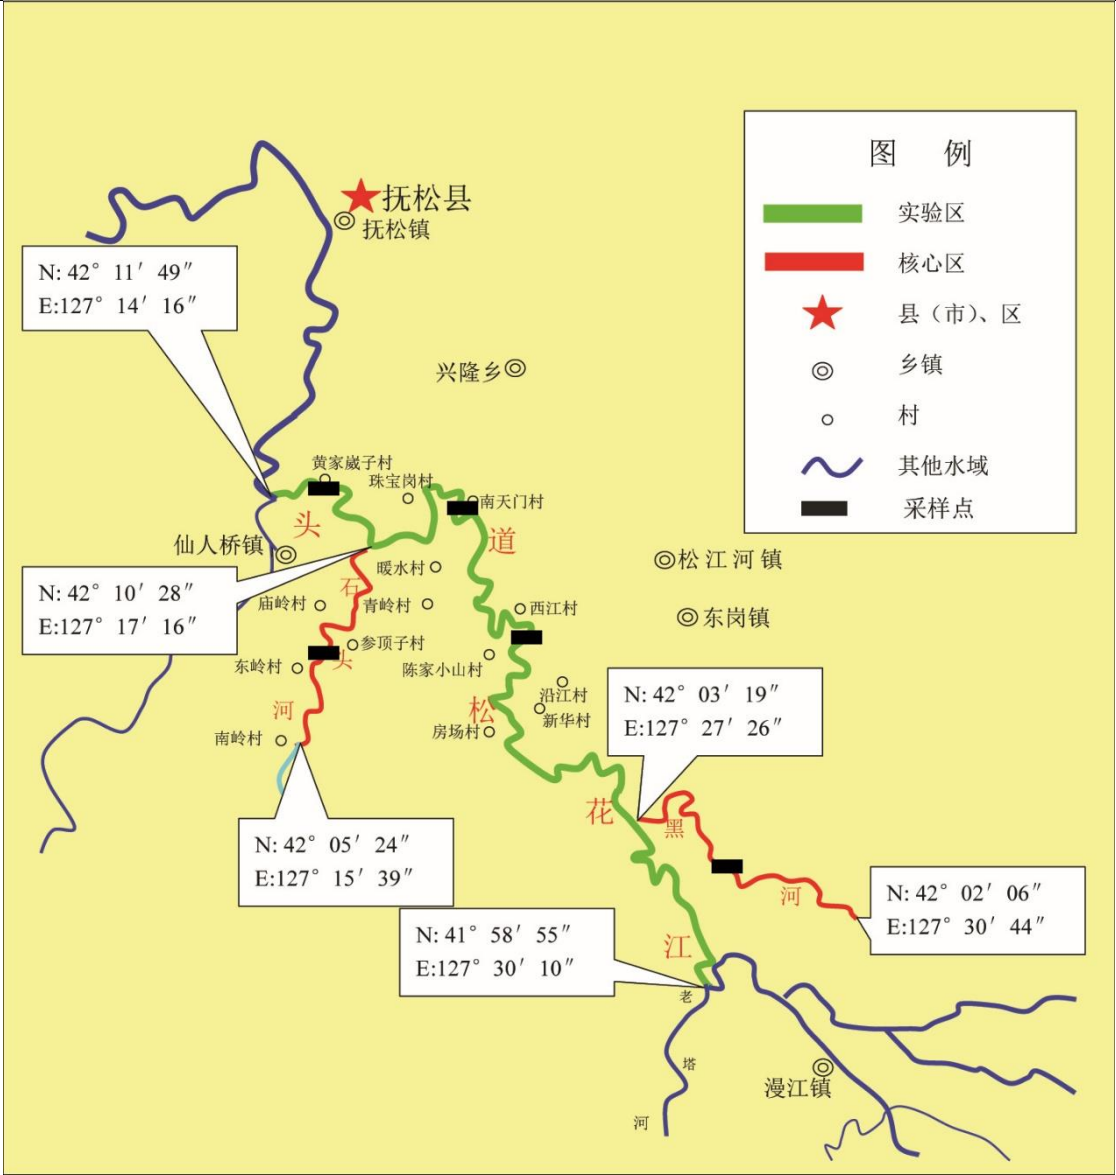 图 例
实验区
核心区
县（市）、区
乡镇
村
其他水域
采样点
抚松县
抚松镇
N: 42° 11′ 49″
E:127° 14′ 16″
兴隆乡
黄家崴子村
珠宝岗村
南天门村
头
道
仙人桥镇
松江河镇
暖水村
石
N: 42° 10′ 28″
E:127° 17′ 16″
庙岭村
青岭村
西江村
东岗镇
参顶子村
头
东岭村
陈家小山村
沿江村
新华村
河
松
南岭村
房场村
N: 42° 03′ 19″
E:127° 27′ 26″
花
黑
N: 42° 05′ 24″
E:127° 15′ 39″
河
N: 42° 02′ 06″
E:127° 30′ 44″
N: 41° 58′ 55″
E:127° 30′ 10″
江
老
塔
河
漫江镇